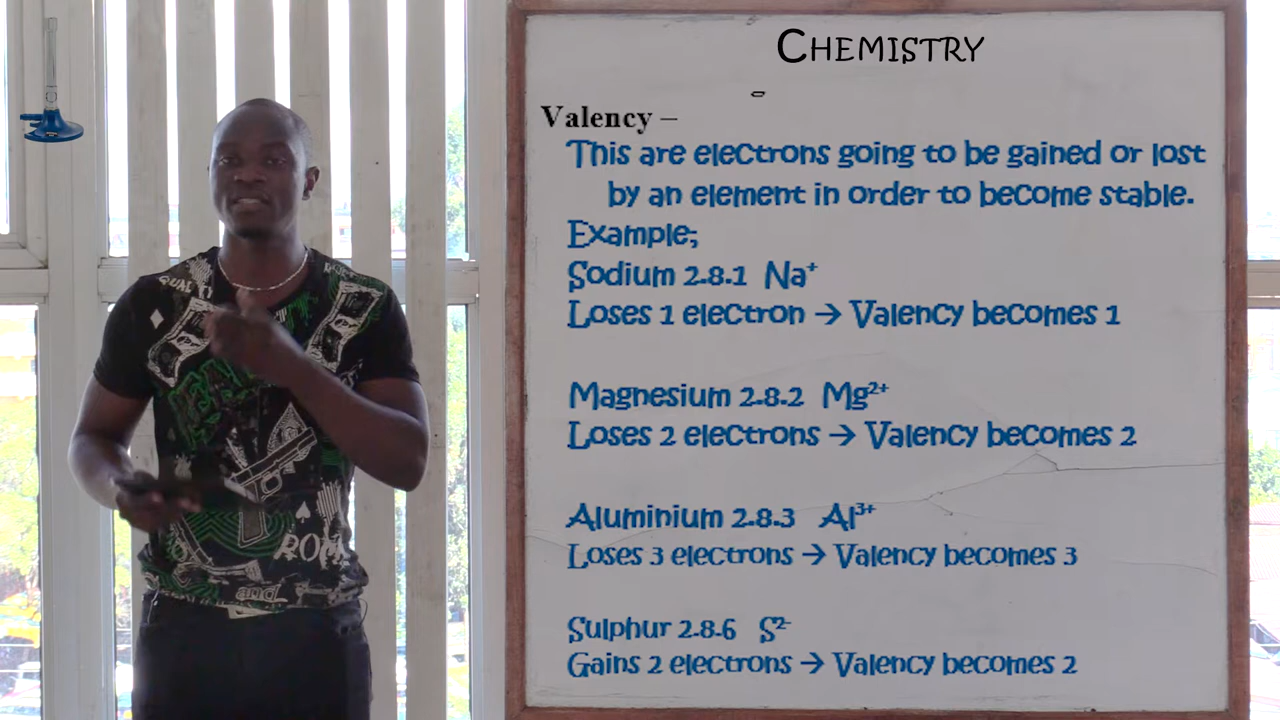 CHEMISTRY
Valency –
This are electrons going to be gained or lost
by an element in order to become stable.
Example;
Sodium 2.8.1 Na⁺
Loses 1 electron → Valency becomes 1
Magnesium 2.8.2 Mg²⁺
Loses 2 electrons → Valency becomes 2
Aluminium 2.8.3 Al³⁺
Loses 3 electrons → Valency becomes 3
Sulphur 2.8.6 S²⁻
Gains 2 electrons → Valency becomes 2
ROCK
and